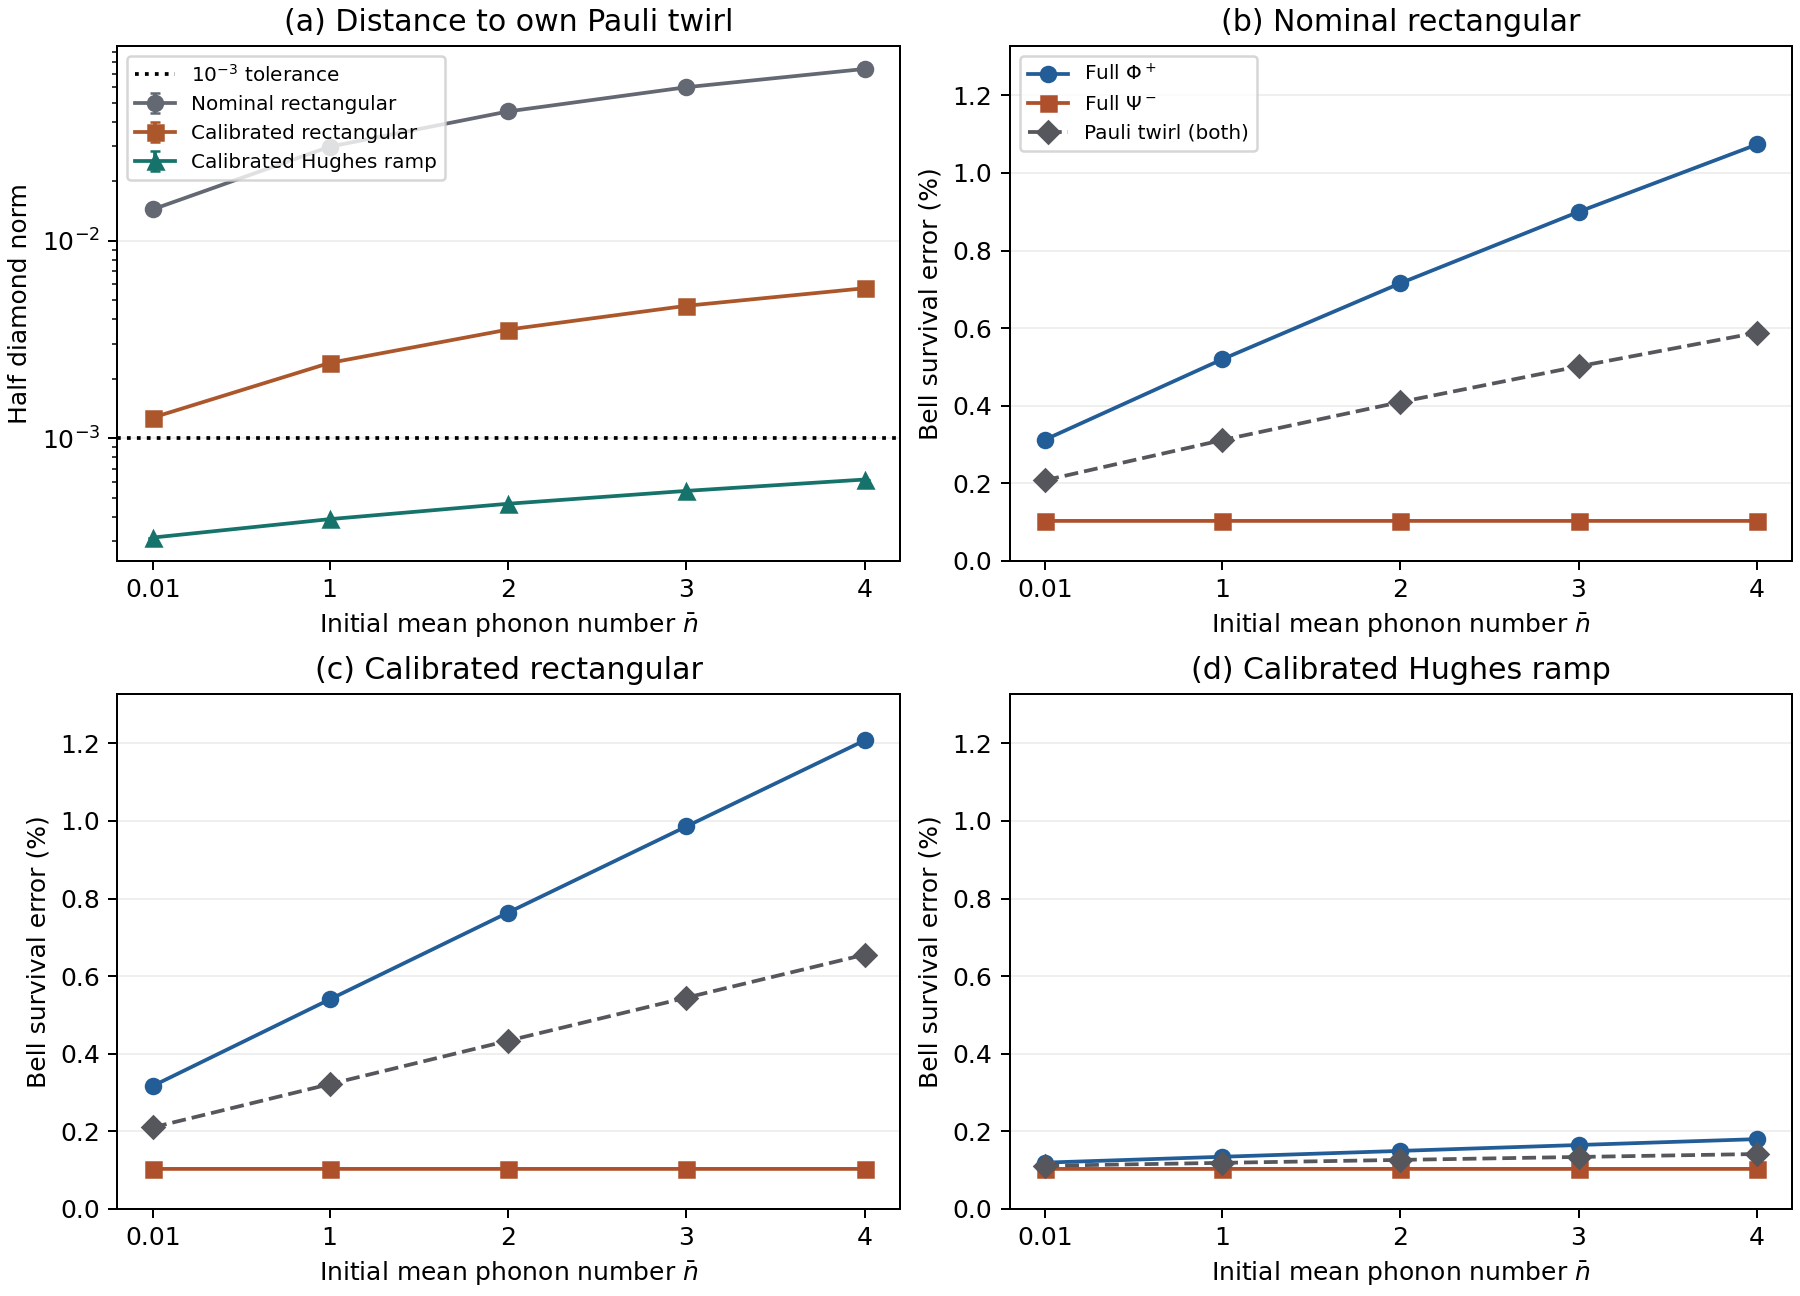 (a) Distance to own Pauli twirl
10⁻³ tolerance
Nominal rectangular
Calibrated rectangular
Calibrated Hughes ramp
Half diamond norm
10⁻²
10⁻³
0.01 1 2 3 4
Initial mean phonon number n̄
(b) Nominal rectangular
Full Φ⁺
Full Ψ⁻
Pauli twirl (both)
Bell survival error (%)
1.2
1.0
0.8
0.6
0.4
0.2
0.0
0.01 1 2 3 4
Initial mean phonon number n̄
(c) Calibrated rectangular
Bell survival error (%)
1.2
1.0
0.8
0.6
0.4
0.2
0.0
0.01 1 2 3 4
Initial mean phonon number n̄
(d) Calibrated Hughes ramp
Bell survival error (%)
1.2
1.0
0.8
0.6
0.4
0.2
0.0
0.01 1 2 3 4
Initial mean phonon number n̄